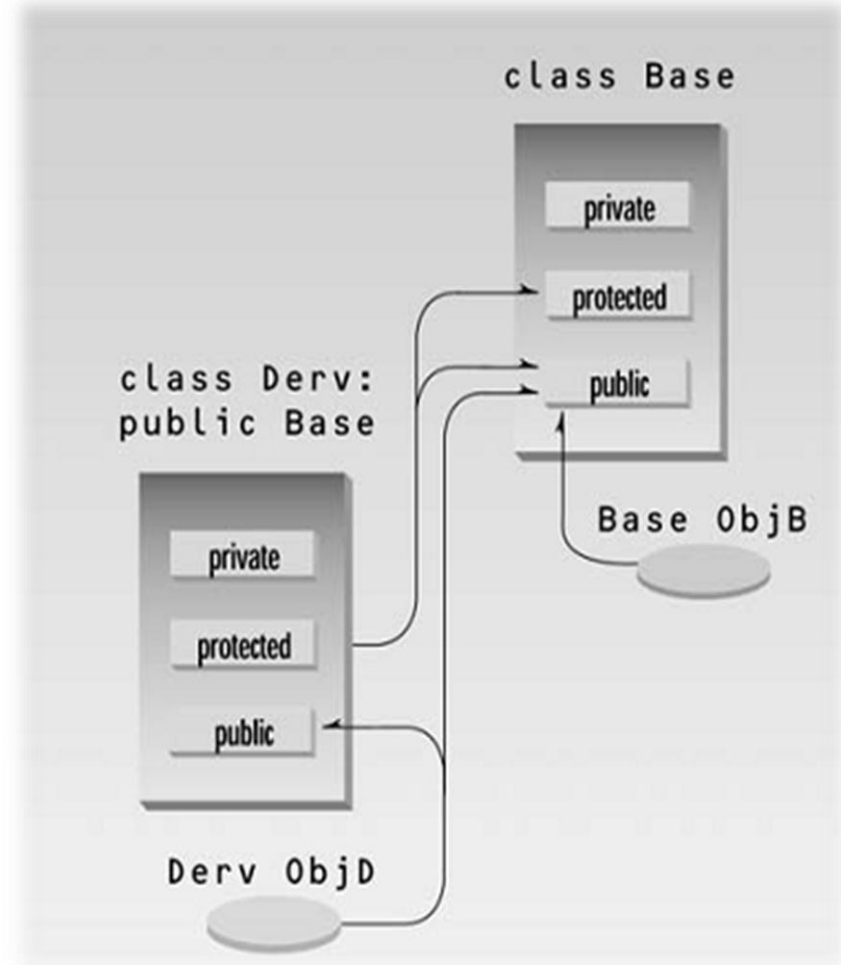 class Base
private
protected
public
class Derv:
public Base
private
protected
public
Base ObjB
Derv ObjD